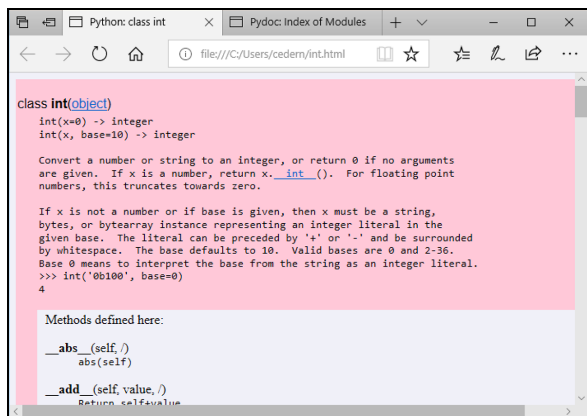 Python: class int
Pydoc: Index of Modules
file:///C:/Users/cedern/int.html
class int(object)
int(x=0) -> integer
int(x, base=10) -> integer
Convert a number or string to an integer, or return 0 if no arguments
are given.  If x is a number, return x.__int__().  For floating point
numbers, this truncates towards zero.
If x is not a number or if base is given, then x must be a string,
bytes, or bytearray instance representing an integer literal in the
given base.  The literal can be preceded by '+' or '-' and be surrounded
by whitespace.  The base defaults to 10.  Valid bases are 0 and 2-36.
Base 0 means to interpret the base from the string as an integer literal.
>>> int('0b100', base=0)
4
Methods defined here:
__abs__(self, /)
abs(self)
__add__(self, value, /)
Return self+value